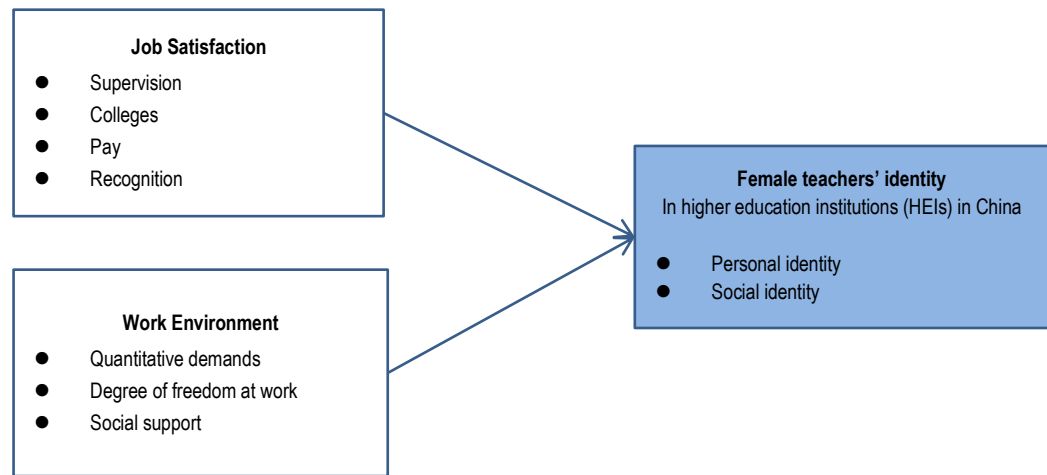 Job Satisfaction
● Supervision
● Colleges
● Pay
● Recognition
Work Environment
● Quantitative demands
● Degree of freedom at work
● Social support
Female teachers’ identity
In higher education institutions (HEIs) in China
● Personal identity
● Social identity